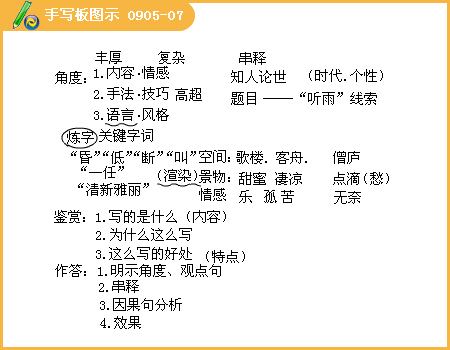 手写板图示 0905-07
丰厚 复杂 串释
角度：1.内容·情感 知人论世 （时代.个性）
2.手法·技巧 高超 题目——“听雨”线索
3.语言·风格
炼字 关键字词
“昏”“低”“断”“叫” 空间：歌楼. 客舟. 僧庐
“一任” （渲染）景物：甜蜜 凄凉 点滴（愁）
“清新雅丽” 情感 乐 孤苦 无奈
鉴赏：1.写的是什么（内容）
2.为什么这么写
3.这么写的好处 （特点）
作答：1.明示角度、观点句
2.串释
3.因果句分析
4.效果